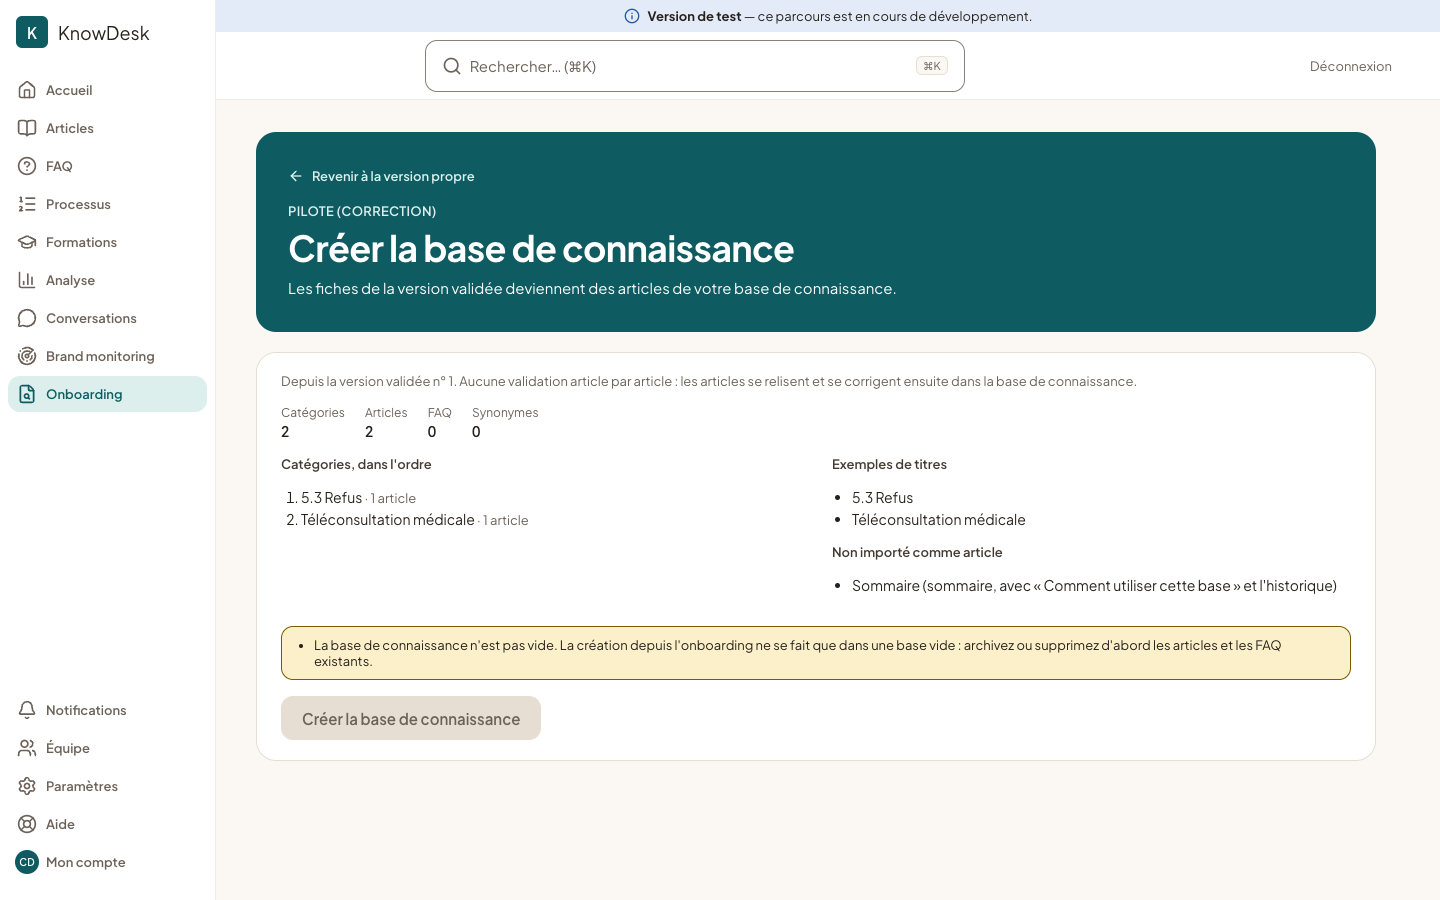 Version de test — ce parcours est en cours de développement.
K
KnowDesk
Rechercher... (⌘K)
⌘K
Déconnexion
Accueil
Articles
FAQ
Processus
Formations
Analyse
Conversations
Brand monitoring
Onboarding
Notifications
Équipe
Paramètres
Aide
CD
Mon compte
Revenir à la version propre
PILOTE (CORRECTION)
Créer la base de connaissance
Les fiches de la version validée deviennent des articles de votre base de connaissance.
Depuis la version validée n° 1. Aucune validation article par article : les articles se relisent et se corrigent ensuite dans la base de connaissance.
Catégories Articles FAQ Synonymes
2 2 0 0
Catégories, dans l'ordre
1. 5.3 Refus · 1 article
2. Téléconsultation médicale · 1 article
Exemples de titres
• 5.3 Refus
• Téléconsultation médicale
Non importé comme article
• Sommaire (sommaire, avec « Comment utiliser cette base » et l'historique)
• La base de connaissance n'est pas vide. La création depuis l'onboarding ne se fait que dans une base vide : archivez ou supprimez d'abord les articles et les FAQ
existants.
Créer la base de connaissance